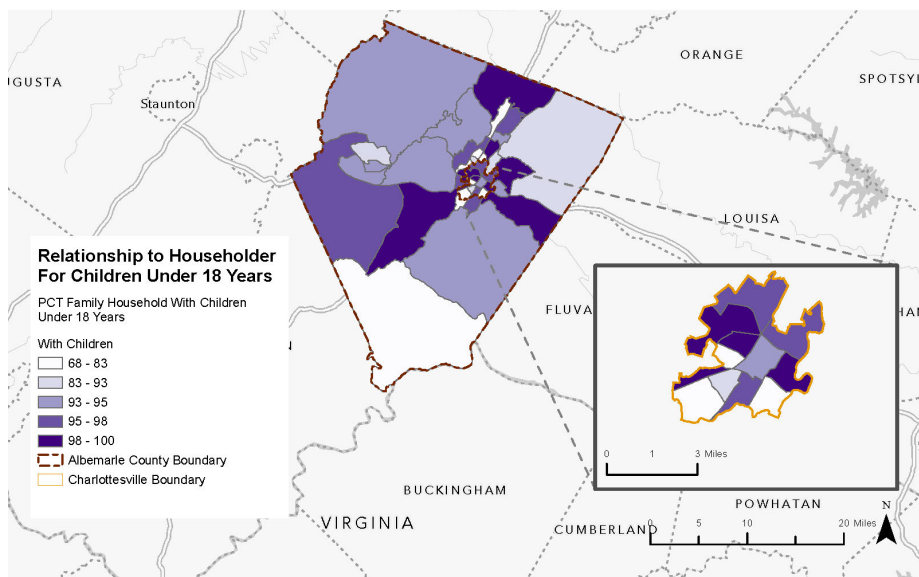 ORANGE
UGUSTA
SPOTSYL
Staunton
LOUISA
Relationship to Householder
For Children Under 18 Years
PCT Family Household With Children
Under 18 Years
With Children
68 - 83
83 - 93
93 - 95
95 - 98
98 - 100
Albemarle County Boundary
Charlottesville Boundary
N
FLUVA
HAN
0 1 3 Miles
BUCKINGHAM
VIRGINIA
POWHATAN
CUMBERLAND
N
0 5 10 20 Miles